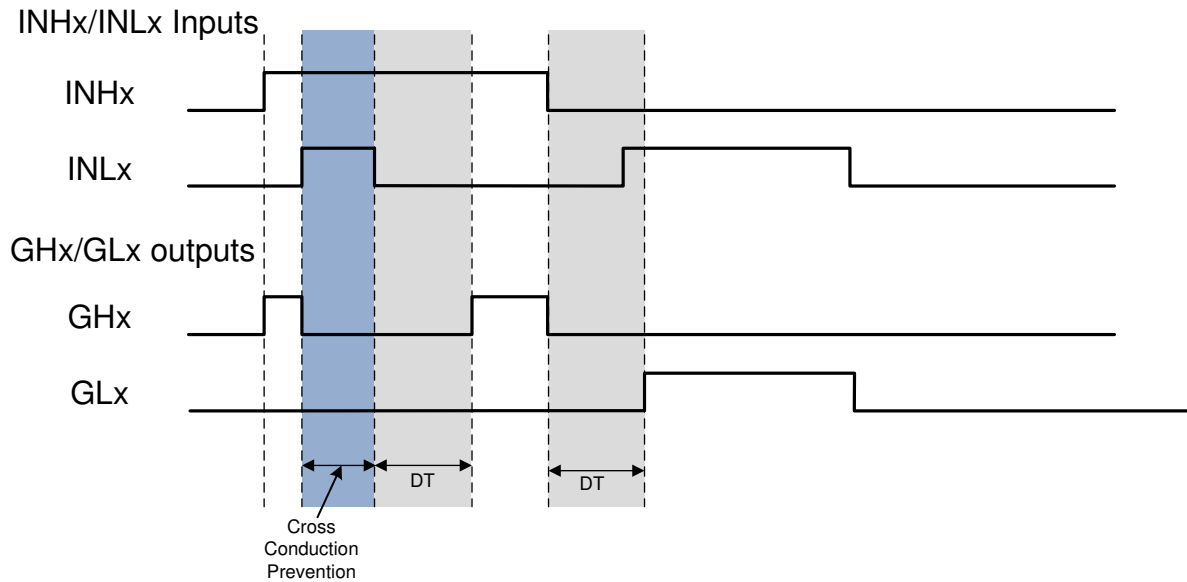 INHx/INLx Inputs
INHx
INLx
GHx/GLx outputs
GHx
GLx
DT
DT
Cross
Conduction
Prevention